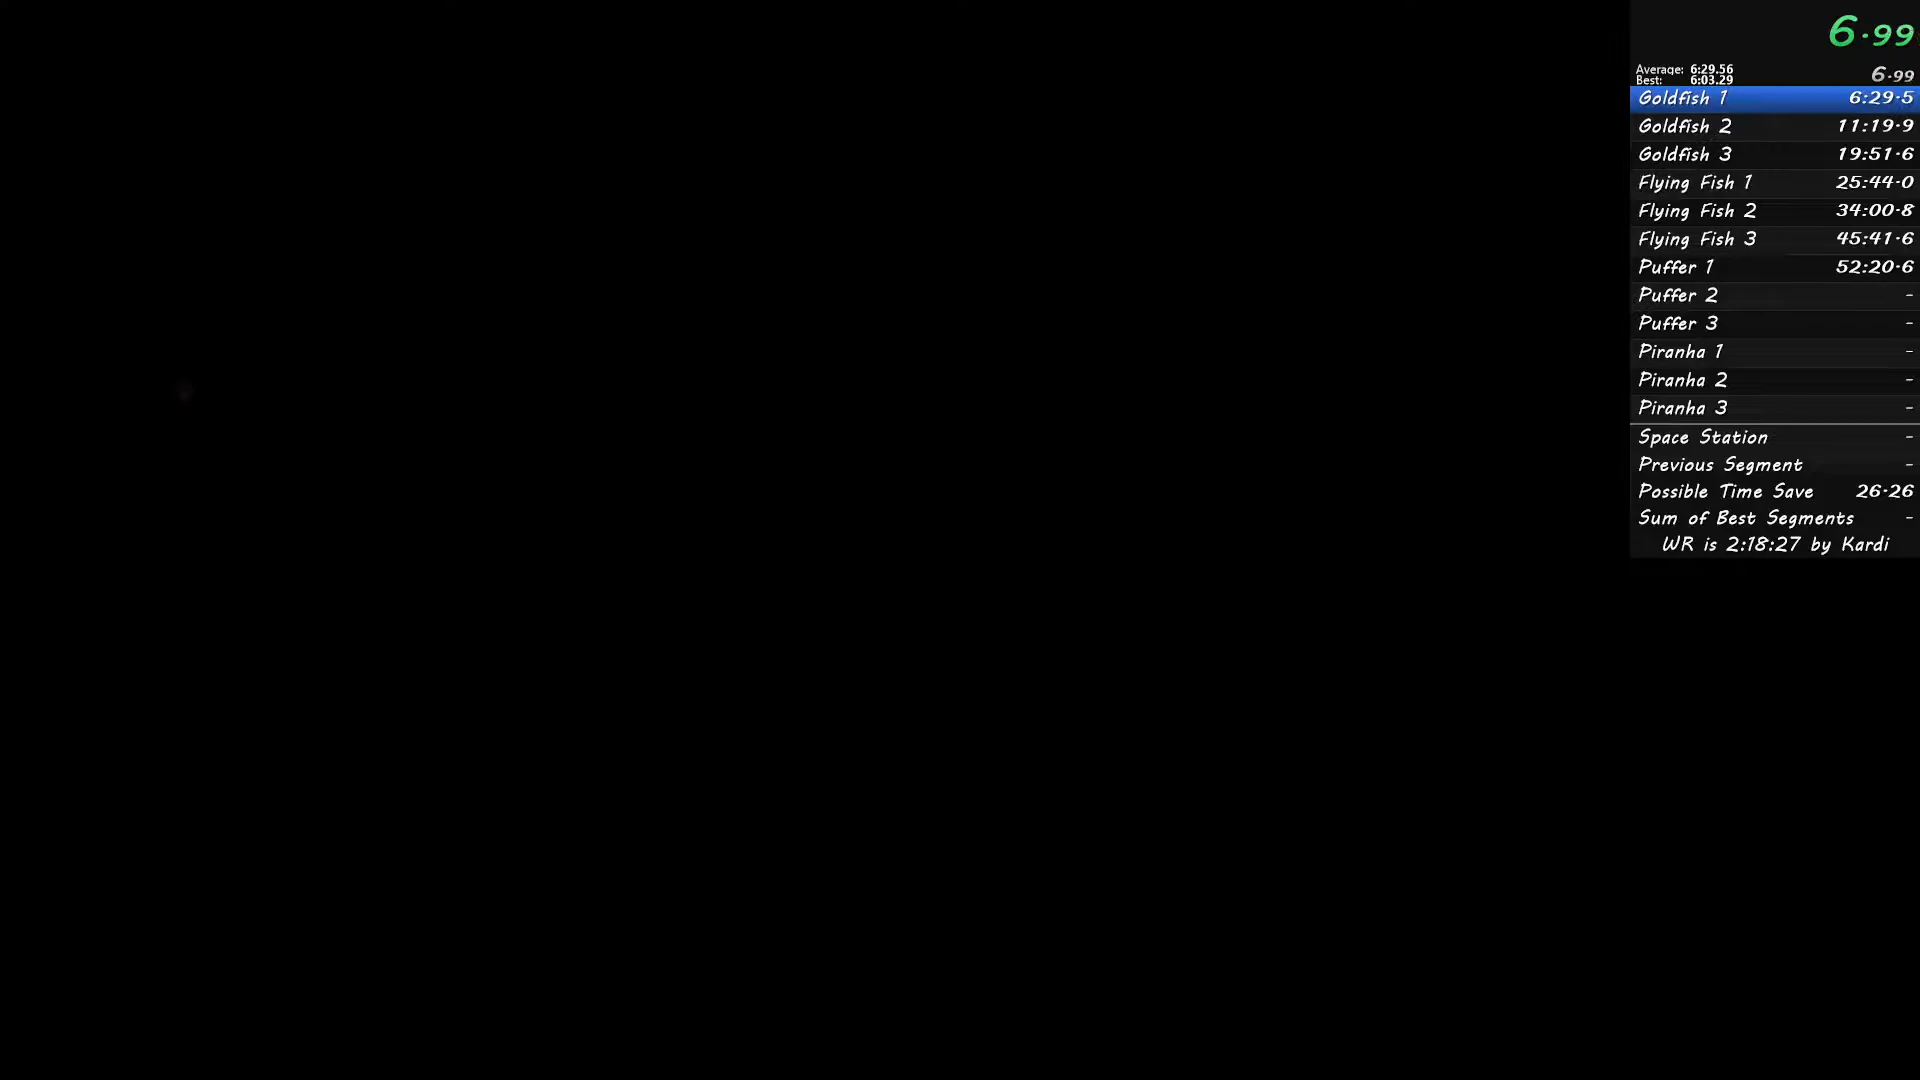 6.99
Average: 6:29.56
Best: 6:03.29
6.99
Goldfish 1 6:29.5
Goldfish 2 11:19.9
Goldfish 3 19:51.6
Flying Fish 1 25:44.0
Flying Fish 2 34:00.8
Flying Fish 3 45:41.6
Puffer 1 52:20.6
Puffer 2 -
Puffer 3 -
Piranha 1 -
Piranha 2 -
Piranha 3 -
Space Station -
Previous Segment -
Possible Time Save 26.26
Sum of Best Segments -
WR is 2:18:27 by Kardi